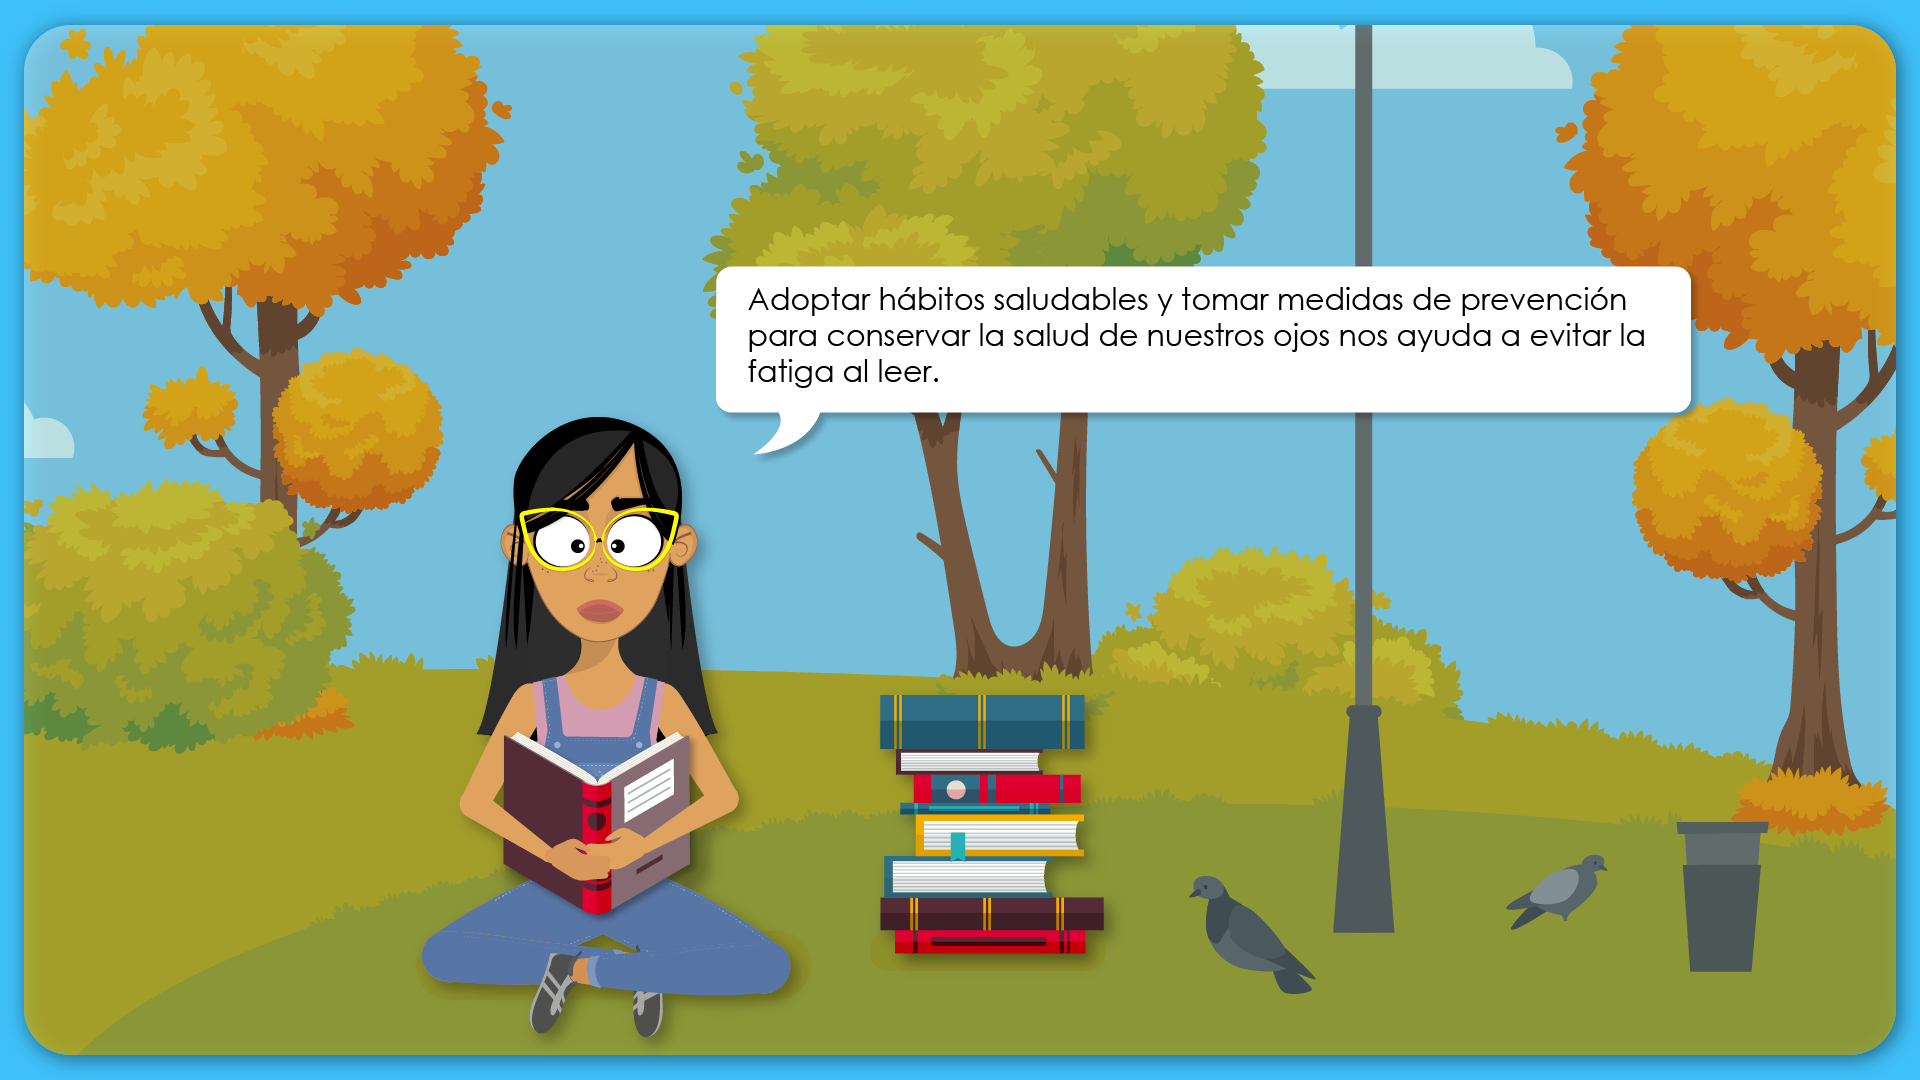 Adoptar hábitos saludables y tomar medidas de prevención
para conservar la salud de nuestros ojos nos ayuda a evitar la
fatiga al leer.